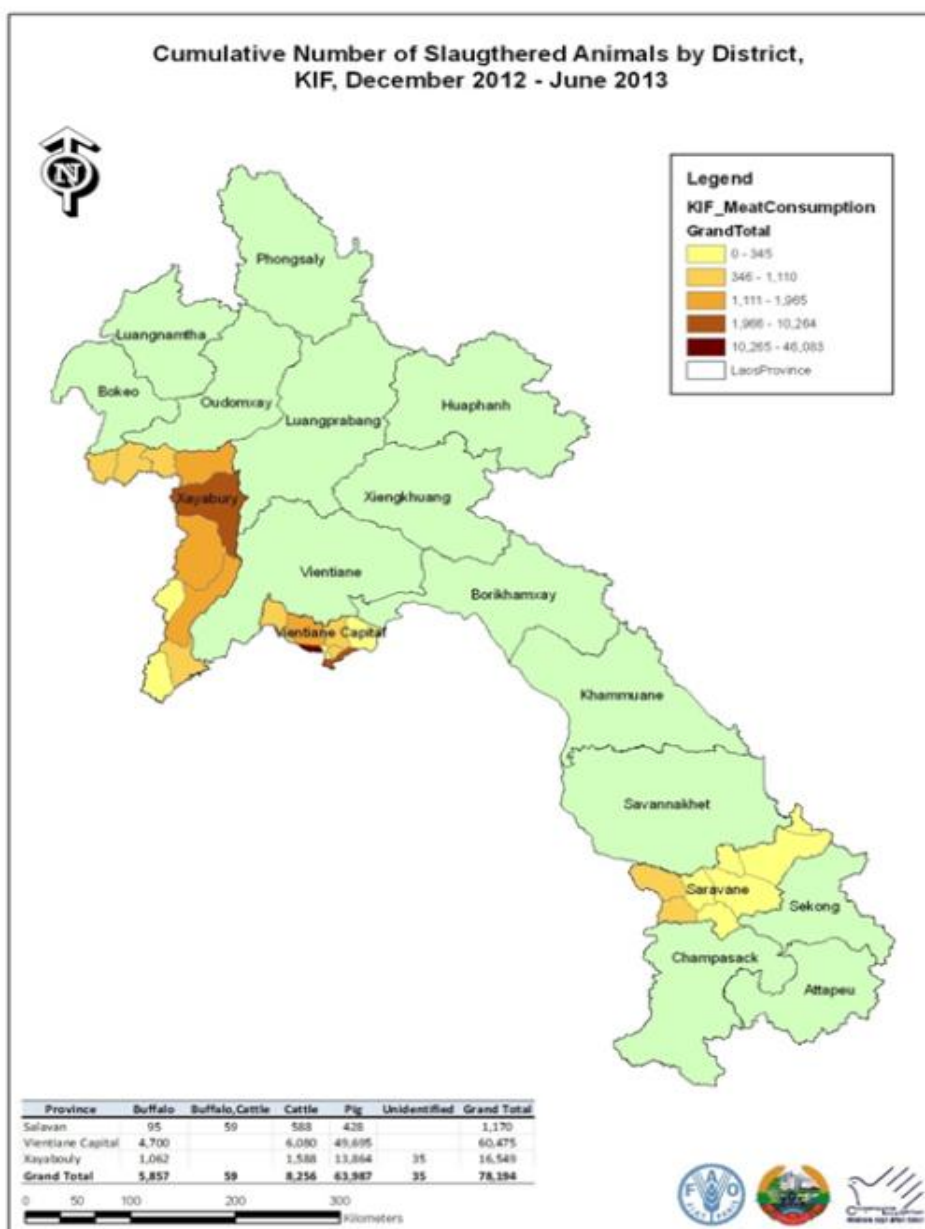 Cumulative Number of Slaugthered Animals by District,
KIF, December 2012 - June 2013
N
Legend
KIF_MeatConsumption
GrandTotal
0 - 345
346 - 1,110
1,111 - 1,965
1,966 - 10,264
10,265 - 46,083
LaosProvince
Phongsaly
Luangnamtha
Bokeo
Oudomxay
Luangprabang
Huaphanh
Xayabury
Xiengkhuang
Vientiane
Borikhamxay
Vientiane Capital
Khammuane
Savannakhet
Saravane
Sekong
Champasack
Attapeu
Province Buffalo Buffalo,Cattle Cattle Pig Unidentified Grand Total
Salavan 95 59 588 428 1,170
Vientiane Capital 4,700 6,080 49,695 60,475
Xayabouly 1,062 1,588 13,864 35 16,549
Grand Total 5,857 59 8,256 63,987 35 78,194
0 50 100 200 300
Kilometers
F A O
FIAT PANIS